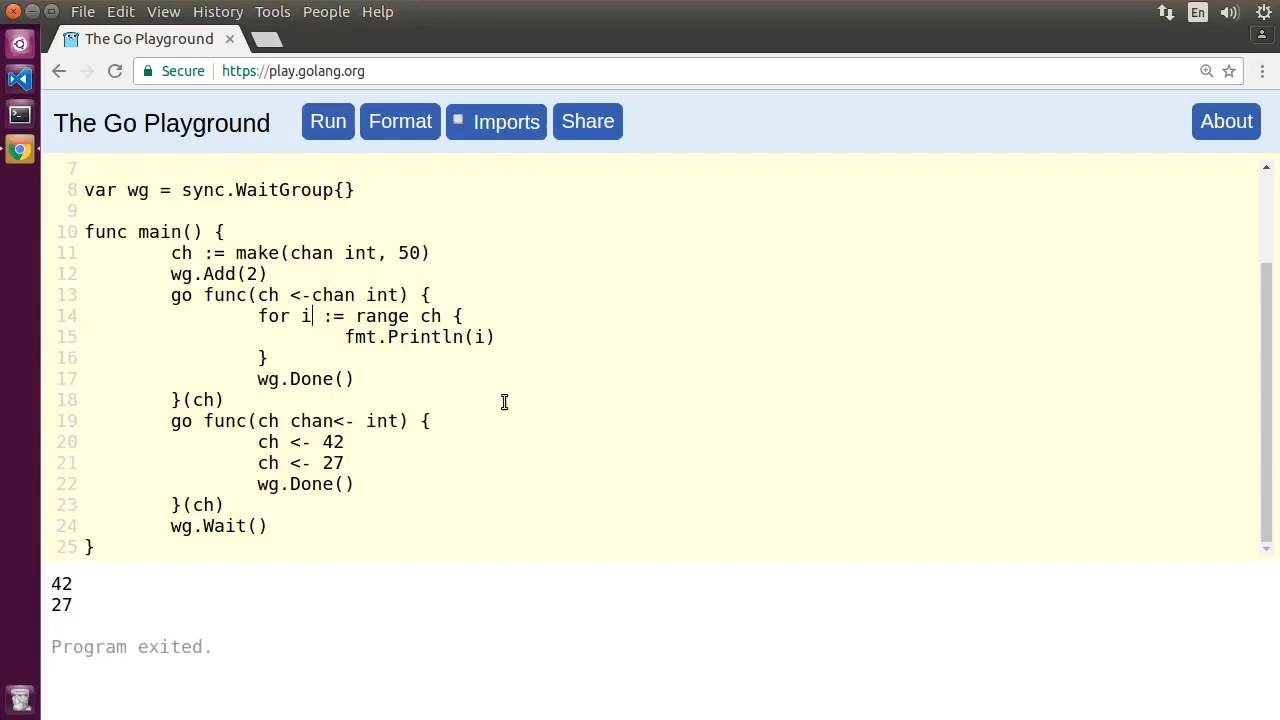 File Edit View History Tools People Help
En
The Go Playground
Secure https://play.golang.org
The Go Playground Run Format Imports Share About
7
8 var wg = sync.WaitGroup{}
9
10 func main() {
11 ch := make(chan int, 50)
12 wg.Add(2)
13 go func(ch <-chan int) {
14 for i := range ch {
15 fmt.Println(i)
16 }
17 wg.Done()
18 }(ch)
19 go func(ch chan<- int) {
20 ch <- 42
21 ch <- 27
22 wg.Done()
23 }(ch)
24 wg.Wait()
25 }
42
27
Program exited.